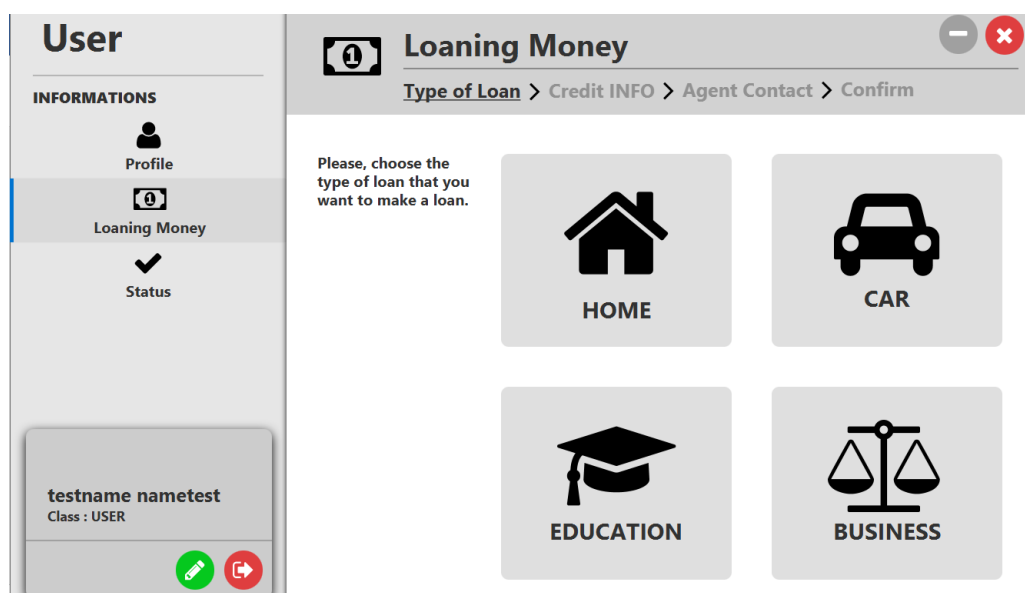 User
INFORMATIONS
Profile
Loaning Money
Status
testname nametest
Class : USER
Loaning Money
Type of Loan > Credit INFO > Agent Contact > Confirm
Please, choose the
type of loan that you
want to make a loan.
HOME
CAR
EDUCATION
BUSINESS